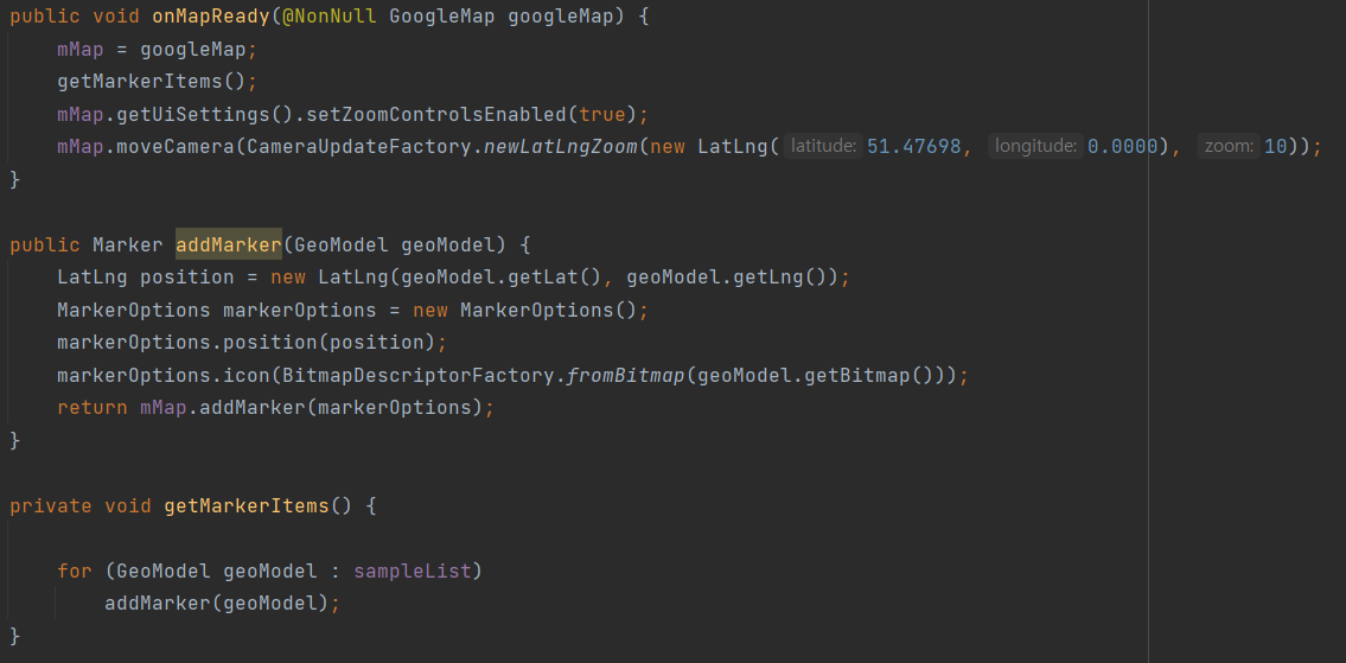 public void onMapReady(@NonNull GoogleMap googleMap) {
    mMap = googleMap;
    getMarkerItems();
    mMap.getUiSettings().setZoomControlsEnabled(true);
    mMap.moveCamera(CameraUpdateFactory.newLatLngZoom(new LatLng( latitude: 51.47698, longitude: 0.0000), zoom: 10));
}

public Marker addMarker(GeoModel geoModel) {
    LatLng position = new LatLng(geoModel.getLat(), geoModel.getLng());
    MarkerOptions markerOptions = new MarkerOptions();
    markerOptions.position(position);
    markerOptions.icon(BitmapDescriptorFactory.fromBitmap(geoModel.getBitmap()));
    return mMap.addMarker(markerOptions);
}

private void getMarkerItems() {

    for (GeoModel geoModel : sampleList)
        addMarker(geoModel);
}